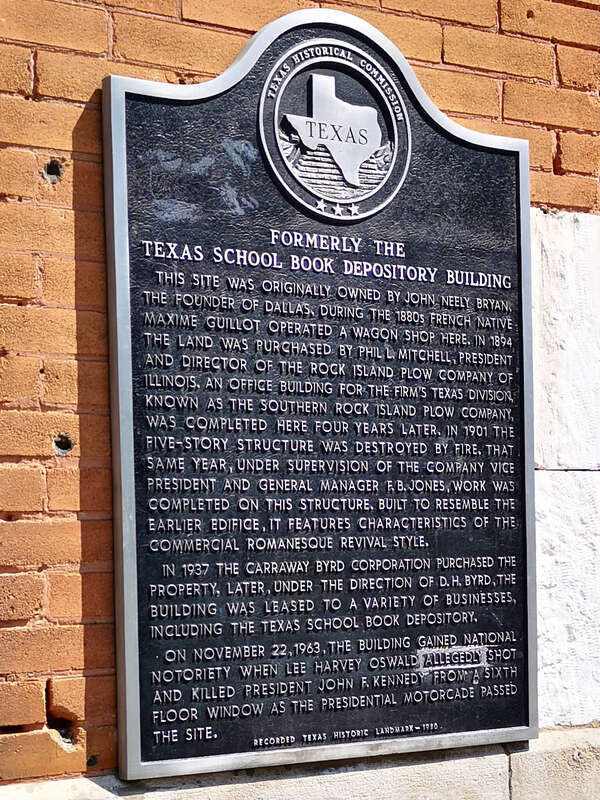 TEXAS HISTORICAL COMMISSION
TEXAS
FORMERLY THE
TEXAS SCHOOL BOOK DEPOSITORY BUILDING
THIS SITE WAS ORIGINALLY OWNED BY JOHN NEELY BRYAN,
THE FOUNDER OF DALLAS. DURING THE 1880s FRENCH NATIVE
MAXIME GUILLOT OPERATED A WAGON SHOP HERE. IN 1894
THE LAND WAS PURCHASED BY PHIL L. MITCHELL, PRESIDENT
AND DIRECTOR OF THE ROCK ISLAND PLOW COMPANY OF
ILLINOIS. AN OFFICE BUILDING FOR THE FIRM'S TEXAS DIVISION,
KNOWN AS THE SOUTHERN ROCK ISLAND PLOW COMPANY,
WAS COMPLETED HERE FOUR YEARS LATER. IN 1901 THE
FIVE-STORY STRUCTURE WAS DESTROYED BY FIRE. THAT
SAME YEAR, UNDER SUPERVISION OF THE COMPANY VICE
PRESIDENT AND GENERAL MANAGER F. B. JONES, WORK WAS
COMPLETED ON THIS STRUCTURE. BUILT TO RESEMBLE THE
EARLIER EDIFICE, IT FEATURES CHARACTERISTICS OF THE
COMMERCIAL ROMANESQUE REVIVAL STYLE.
IN 1937 THE CARRAWAY BYRD CORPORATION PURCHASED THE
PROPERTY. LATER, UNDER THE DIRECTION OF D. H. BYRD, THE
BUILDING WAS LEASED TO A VARIETY OF BUSINESSES,
INCLUDING THE TEXAS SCHOOL BOOK DEPOSITORY.
ON NOVEMBER 22, 1963, THE BUILDING GAINED NATIONAL
NOTORIETY WHEN LEE HARVEY OSWALD ALLEGEDLY SHOT
AND KILLED PRESIDENT JOHN F. KENNEDY FROM A SIXTH
FLOOR WINDOW AS THE PRESIDENTIAL MOTORCADE PASSED
THE SITE.
RECORDED TEXAS HISTORIC LANDMARK - 1980